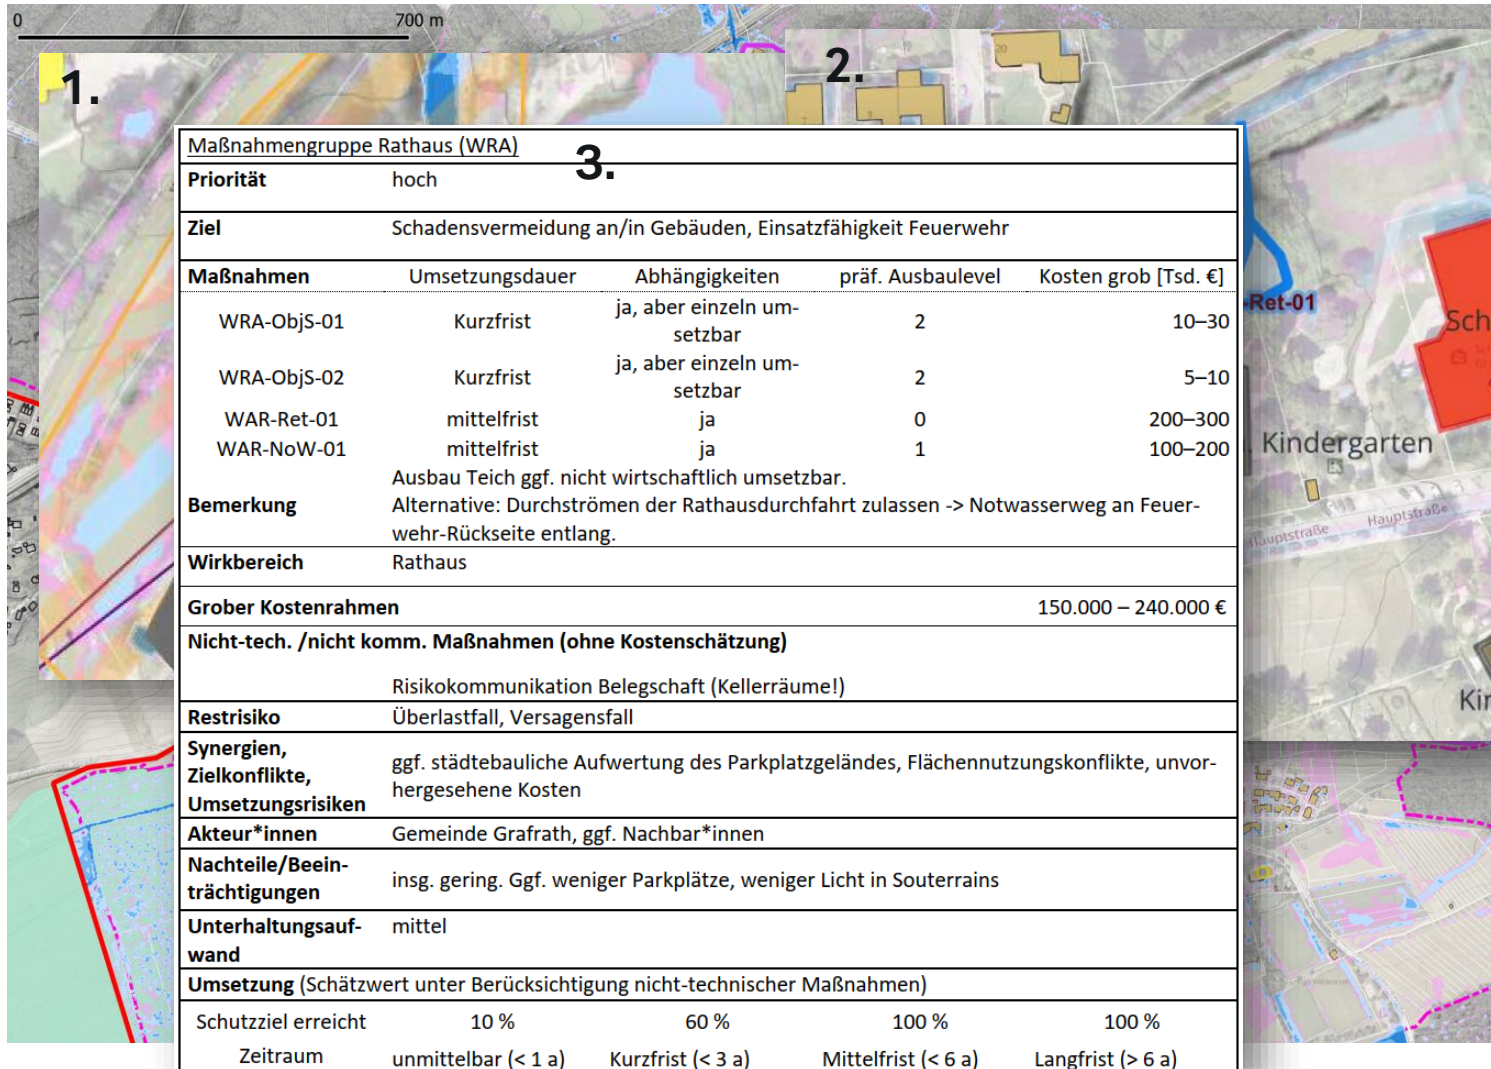 0 700 m
1.
2.
20
3.
Maßnahmengruppe Rathaus (WRA)
Priorität hoch
Ziel Schadensvermeidung an/in Gebäuden, Einsatzfähigkeit Feuerwehr
Maßnahmen Umsetzungsdauer Abhängigkeiten präf. Ausbaulevel Kosten grob [Tsd. €]
WRA-ObjS-01 Kurzfrist ja, aber einzeln um-
setzbar 2 10–30
WRA-ObjS-02 Kurzfrist ja, aber einzeln um-
setzbar 2 5–10
WAR-Ret-01 mittelfrist ja 0 200–300
WAR-NoW-01 mittelfrist ja 1 100–200
Bemerkung Ausbau Teich ggf. nicht wirtschaftlich umsetzbar.
Alternative: Durchströmen der Rathausdurchfahrt zulassen -> Notwasserweg an Feuer-
wehr-Rückseite entlang.
Wirkbereich Rathaus
Grober Kostenrahmen 150.000 – 240.000 €
Nicht-tech. /nicht komm. Maßnahmen (ohne Kostenschätzung)
Risikokommunikation Belegschaft (Kellerräume!)
Restrisiko Überlastfall, Versagensfall
Synergien,
Zielkonflikte,
Umsetzungsrisiken ggf. städtebauliche Aufwertung des Parkplatzgeländes, Flächennutzungskonflikte, unvor-
hergesehene Kosten
Akteur*innen Gemeinde Grafrath, ggf. Nachbar*innen
Nachteile/Beein-
trächtigungen insg. gering. Ggf. weniger Parkplätze, weniger Licht in Souterrains
Unterhaltungsauf-
wand mittel
Umsetzung (Schätzwert unter Berücksichtigung nicht-technischer Maßnahmen)
Schutzziel erreicht 10 % 60 % 100 % 100 %
Zeitraum unmittelbar (< 1 a) Kurzfrist (< 3 a) Mittelfrist (< 6 a) Langfrist (> 6 a)
-Ret-01
Sch
Kindergarten
Hauptstraße
Hauptstraße
Kin